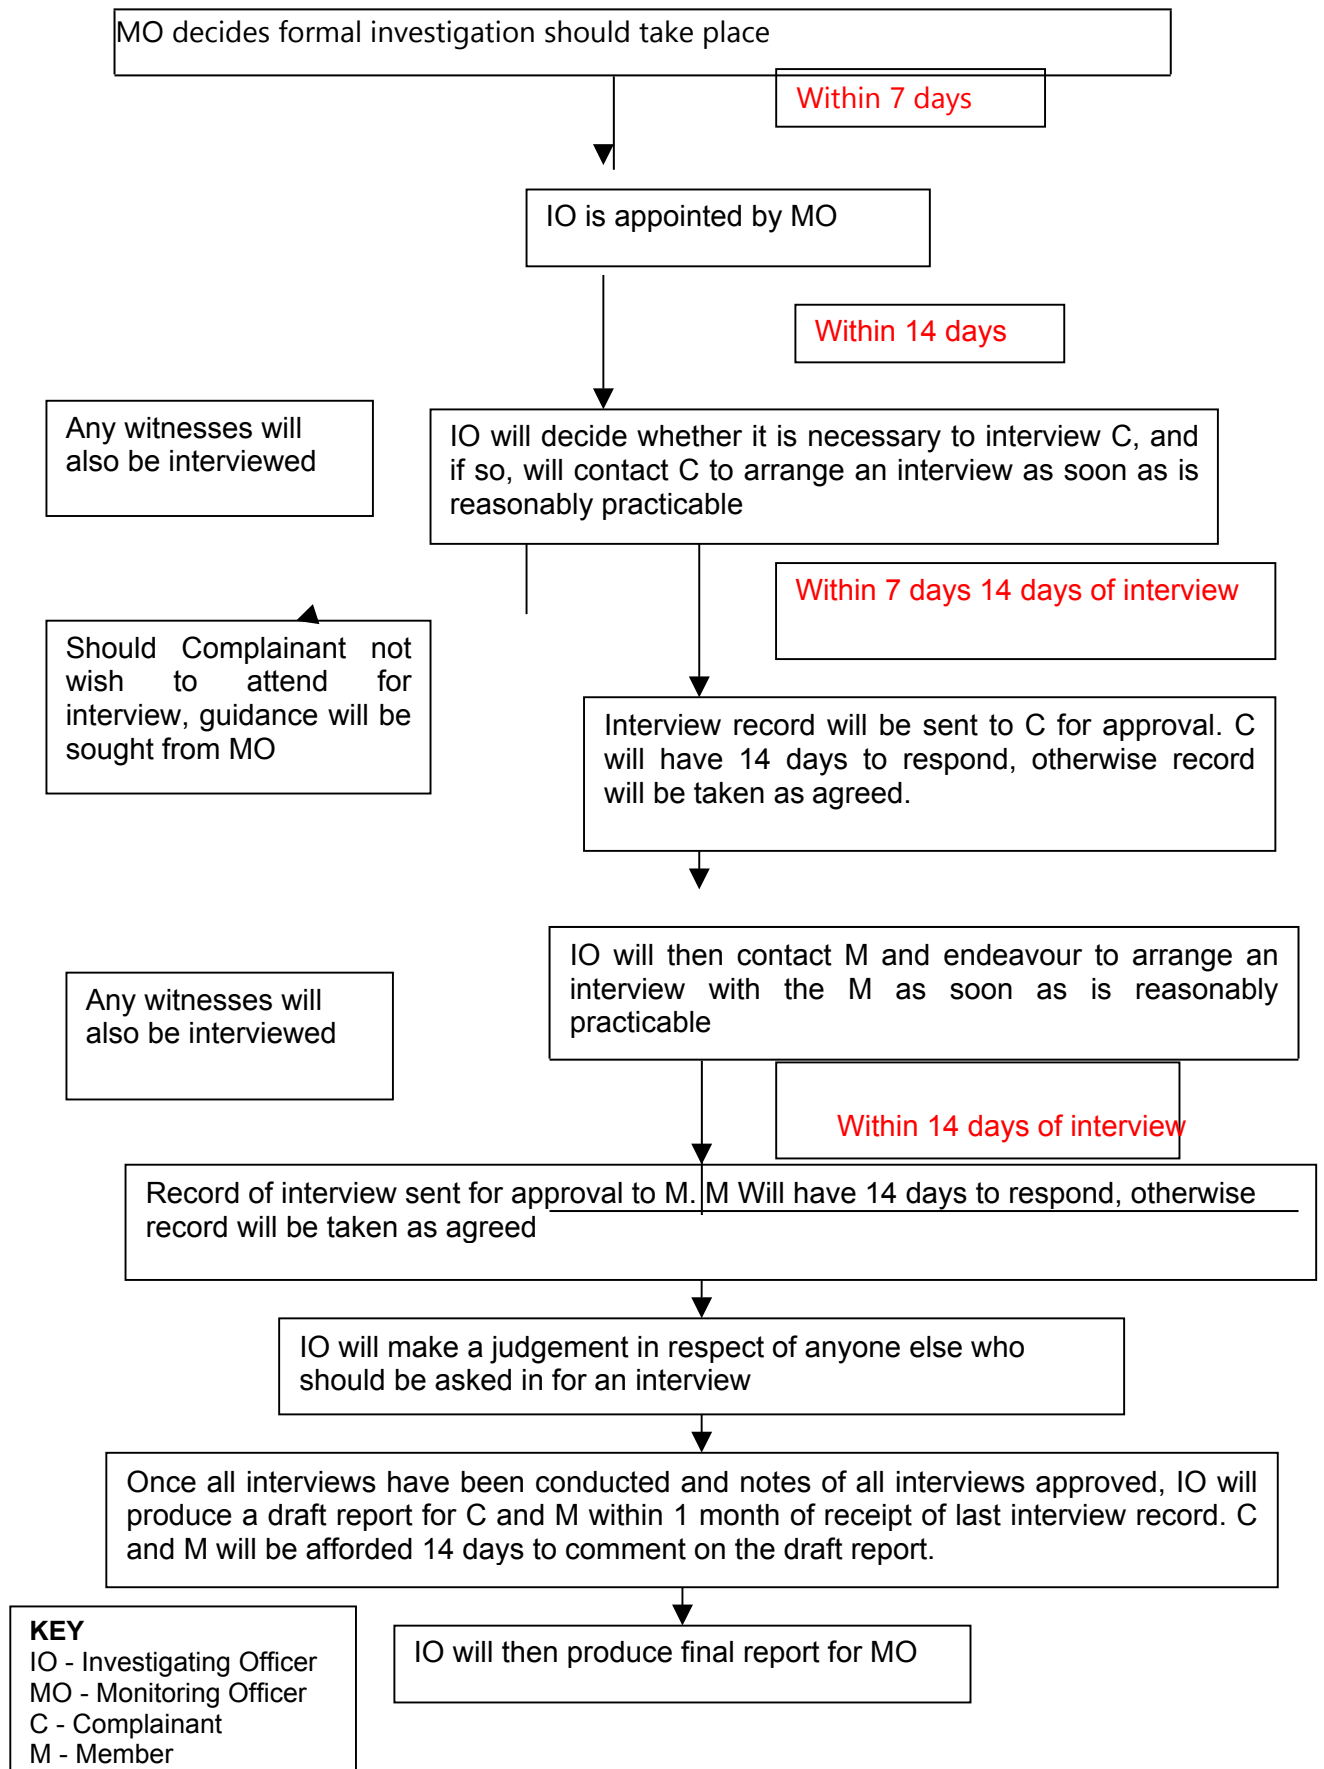 MO decides formal investigation should take place
Within 7 days
IO is appointed by MO
Within 14 days
Any witnesses will
also be interviewed
IO will decide whether it is necessary to interview C, and
if so, will contact C to arrange an interview as soon as is
reasonably practicable
Within 7 days 14 days of interview
Should Complainant not
wish to attend for
interview, guidance will be
sought from MO
Interview record will be sent to C for approval. C
will have 14 days to respond, otherwise record
will be taken as agreed.
IO will then contact M and endeavour to arrange an
interview with the M as soon as is reasonably
practicable
Any witnesses will
also be interviewed
Within 14 days of interview
Record of interview sent for approval to M. M Will have 14 days to respond, otherwise
record will be taken as agreed
IO will make a judgement in respect of anyone else who
should be asked in for an interview
Once all interviews have been conducted and notes of all interviews approved, IO will
produce a draft report for C and M within 1 month of receipt of last interview record. C
and M will be afforded 14 days to comment on the draft report.
IO will then produce final report for MO
KEY
IO - Investigating Officer
MO - Monitoring Officer
C - Complainant
M - Member